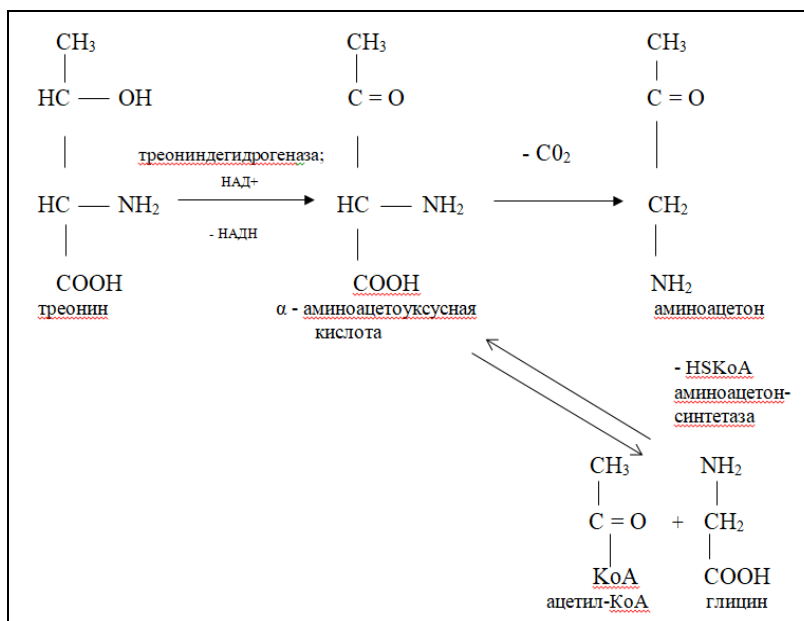 CH₃ CH₃ CH₃
HC — OH C = O C = O
треониндегидрогеназа; - C0₂
НАД+
HC — NH₂ HC — NH₂ CH₂
- НАДН
COOH COOH NH₂
треонин α - аминоацетоуксусная аминоацетон
кислота
- HSKoA
аминоацетон-
синтетаза
CH₃ NH₂
C = O + CH₂
KoA COOH
ацетил-КоА глицин